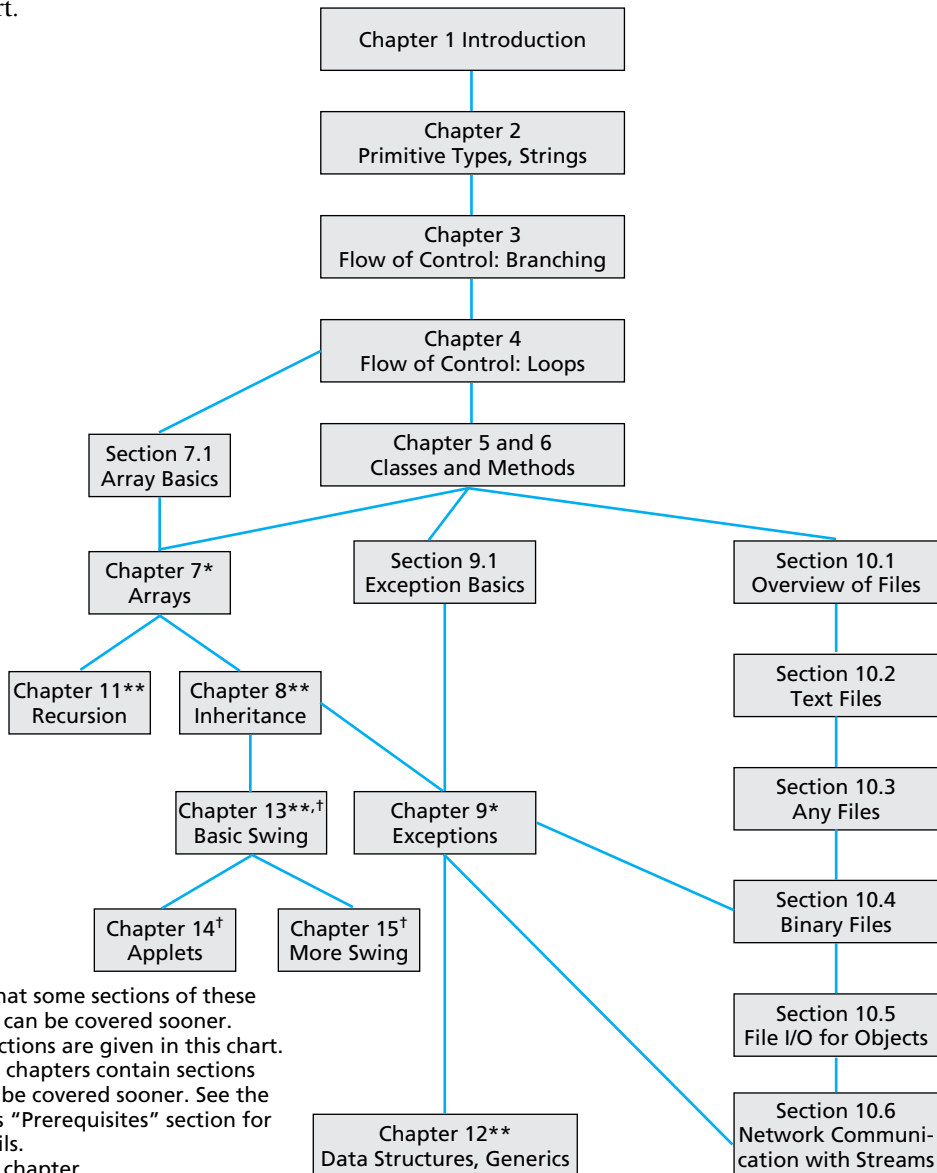 Chapter 1 Introduction
Chapter 2
Primitive Types, Strings
Chapter 3
Flow of Control: Branching
Chapter 4
Flow of Control: Loops
Section 7.1
Array Basics
Chapter 5 and 6
Classes and Methods
Chapter 7*
Arrays
Section 9.1
Exception Basics
Section 10.1
Overview of Files
Chapter 11**
Recursion
Chapter 8**
Inheritance
Section 10.2
Text Files
Chapter 13**,†
Basic Swing
Chapter 9*
Exceptions
Section 10.3
Any Files
Chapter 14†
Applets
Chapter 15†
More Swing
Section 10.4
Binary Files
Section 10.5
File I/O for Objects
Section 10.6
Network Communi-
cation with Streams
Chapter 12**
Data Structures, Generics
some sections of these
can be covered sooner.
are given in this chart.
chapters contain sections
be covered sooner. See the
“Prerequisites” section for
chapter